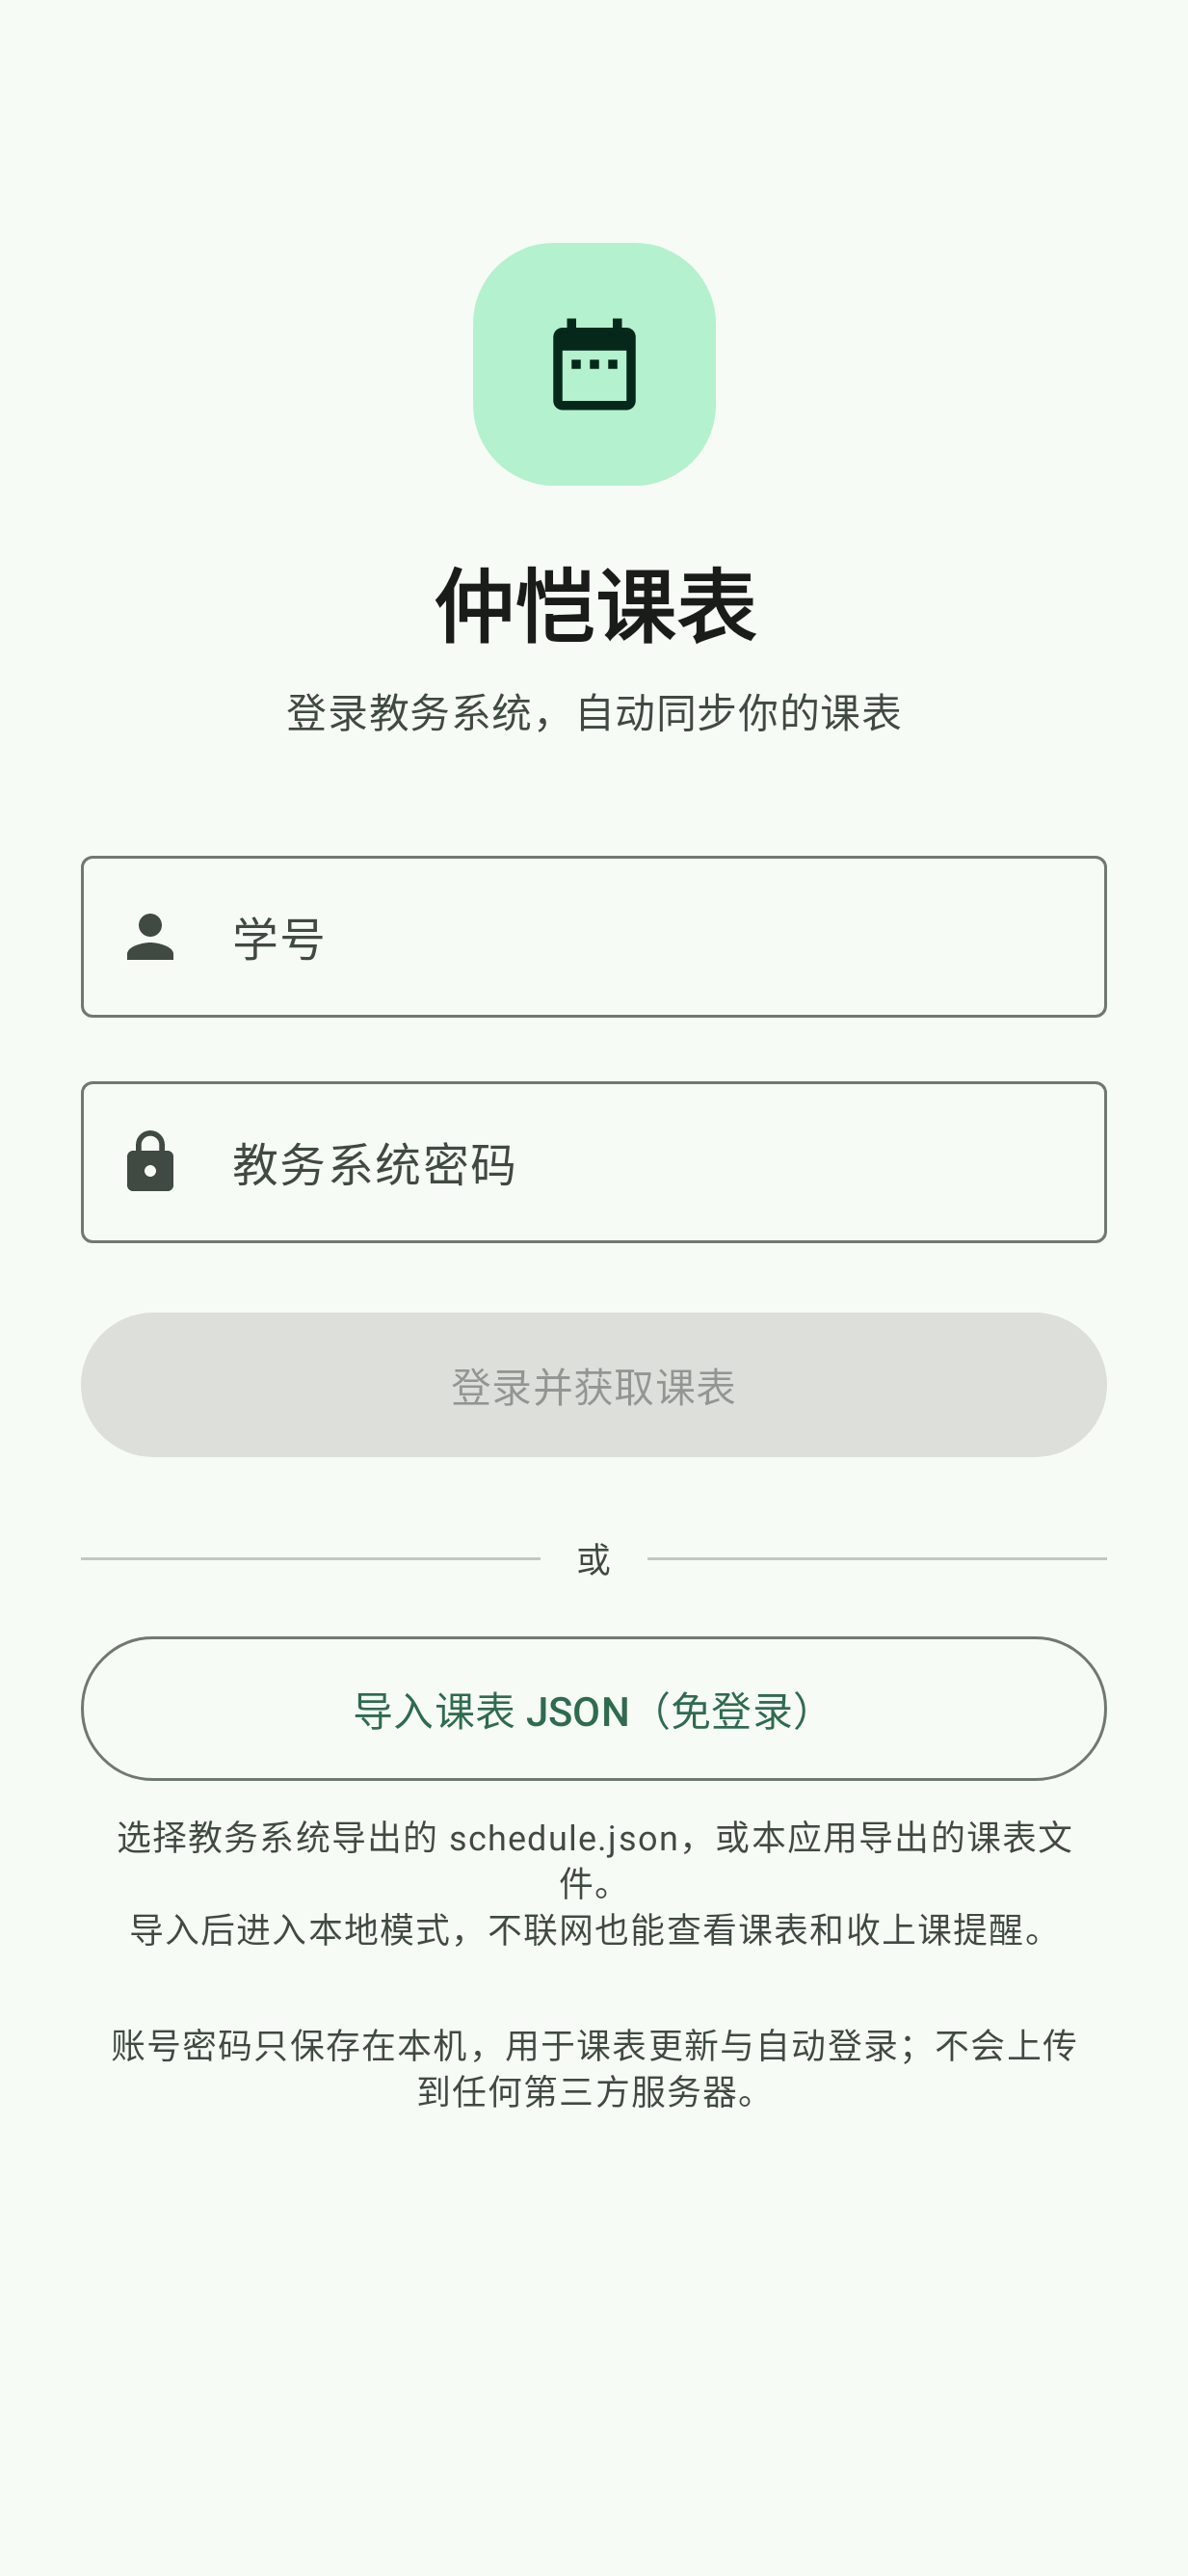 仲恺课表
登录教务系统，自动同步你的课表
学号
教务系统密码
登录并获取课表
或
导入课表 JSON（免登录）
选择教务系统导出的 schedule.json，或本应用导出的课表文
件。
导入后进入本地模式，不联网也能查看课表和收上课提醒。
账号密码只保存在本机，用于课表更新与自动登录；不会上传
到任何第三方服务器。